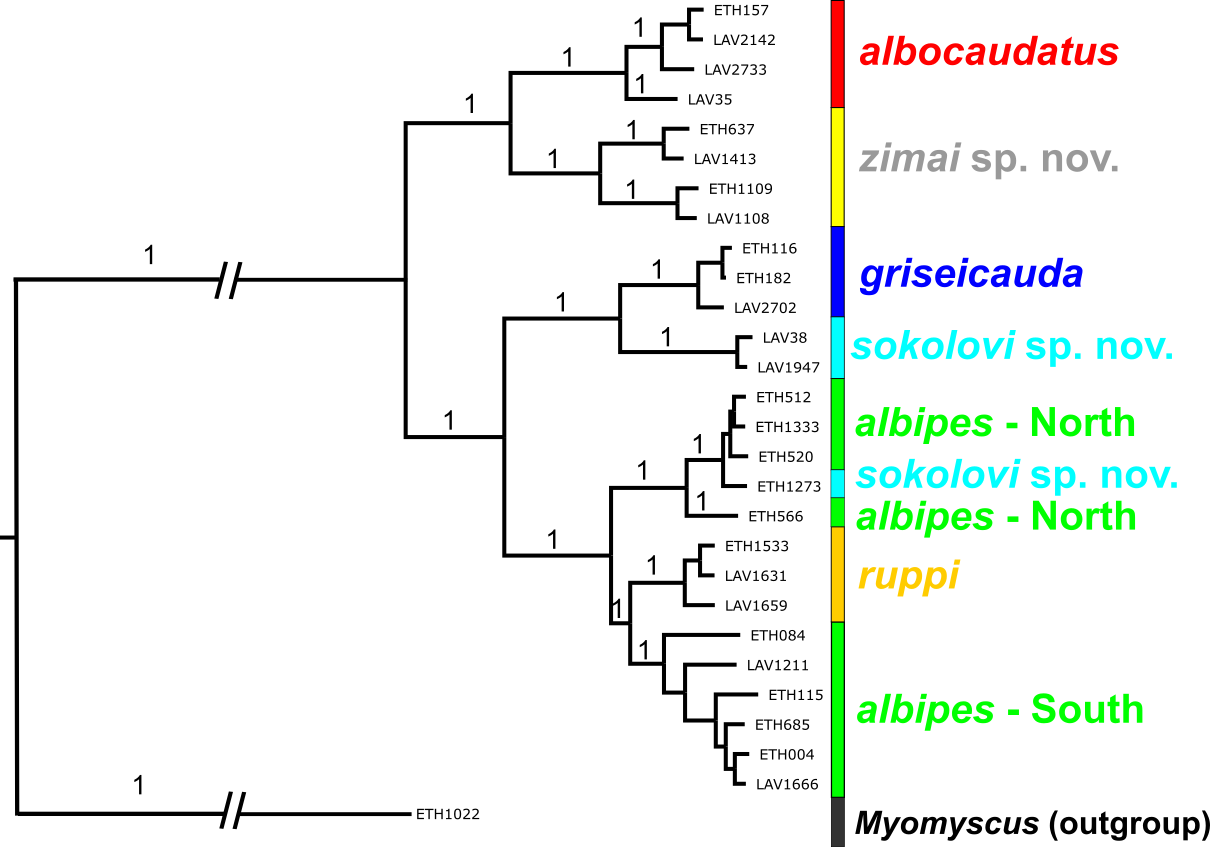 ETH157
1
LAV2142
albocaudatus
1
LAV2733
1
LAV35
1
ETH637
1
zimai sp. nov.
1
LAV1413
1
ETH1109
LAV1108
ETH116
1
1
ETH182
griseicauda
1
LAV2702
LAV38
1
sokolovi sp. nov.
LAV1947
ETH512
1
ETH1333
albipes - North
1
ETH520
1
ETH1273
sokolovi sp. nov.
1
ETH566
albipes - North
1
ETH1533
1
LAV1631
ruppi
LAV1659
1
ETH084
1
LAV1211
ETH115
albipes - South
ETH685
ETH004
LAV1666
1
ETH1022
Myomyscus (outgroup)